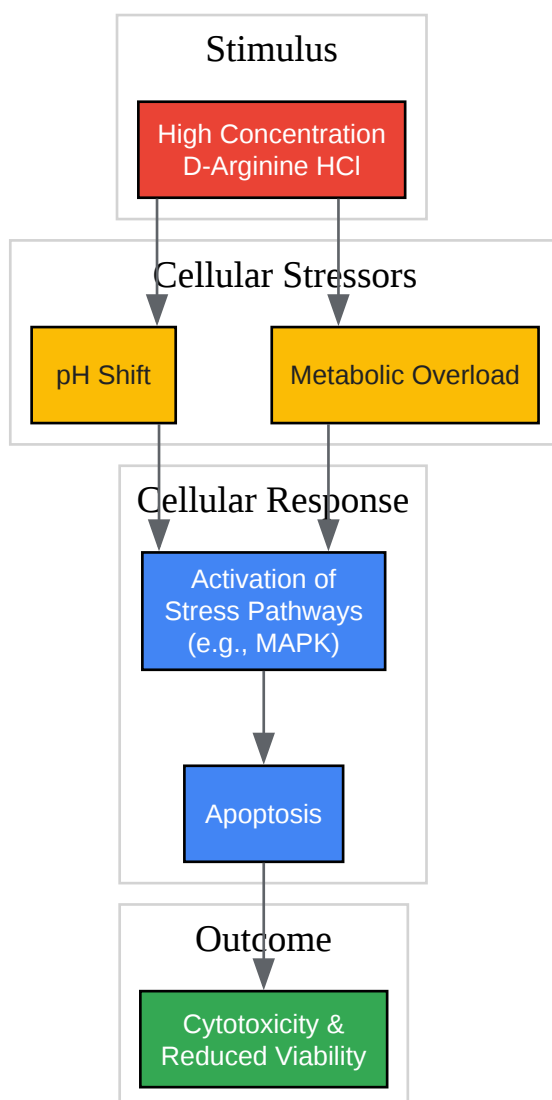 Stimulus
High Concentration
D-Arginine HCl
Cellular Stressors
pH Shift
Metabolic Overload
Cellular Response
Activation of
Stress Pathways
(e.g., MAPK)
Apoptosis
Outcome
Cytotoxicity &
Reduced Viability